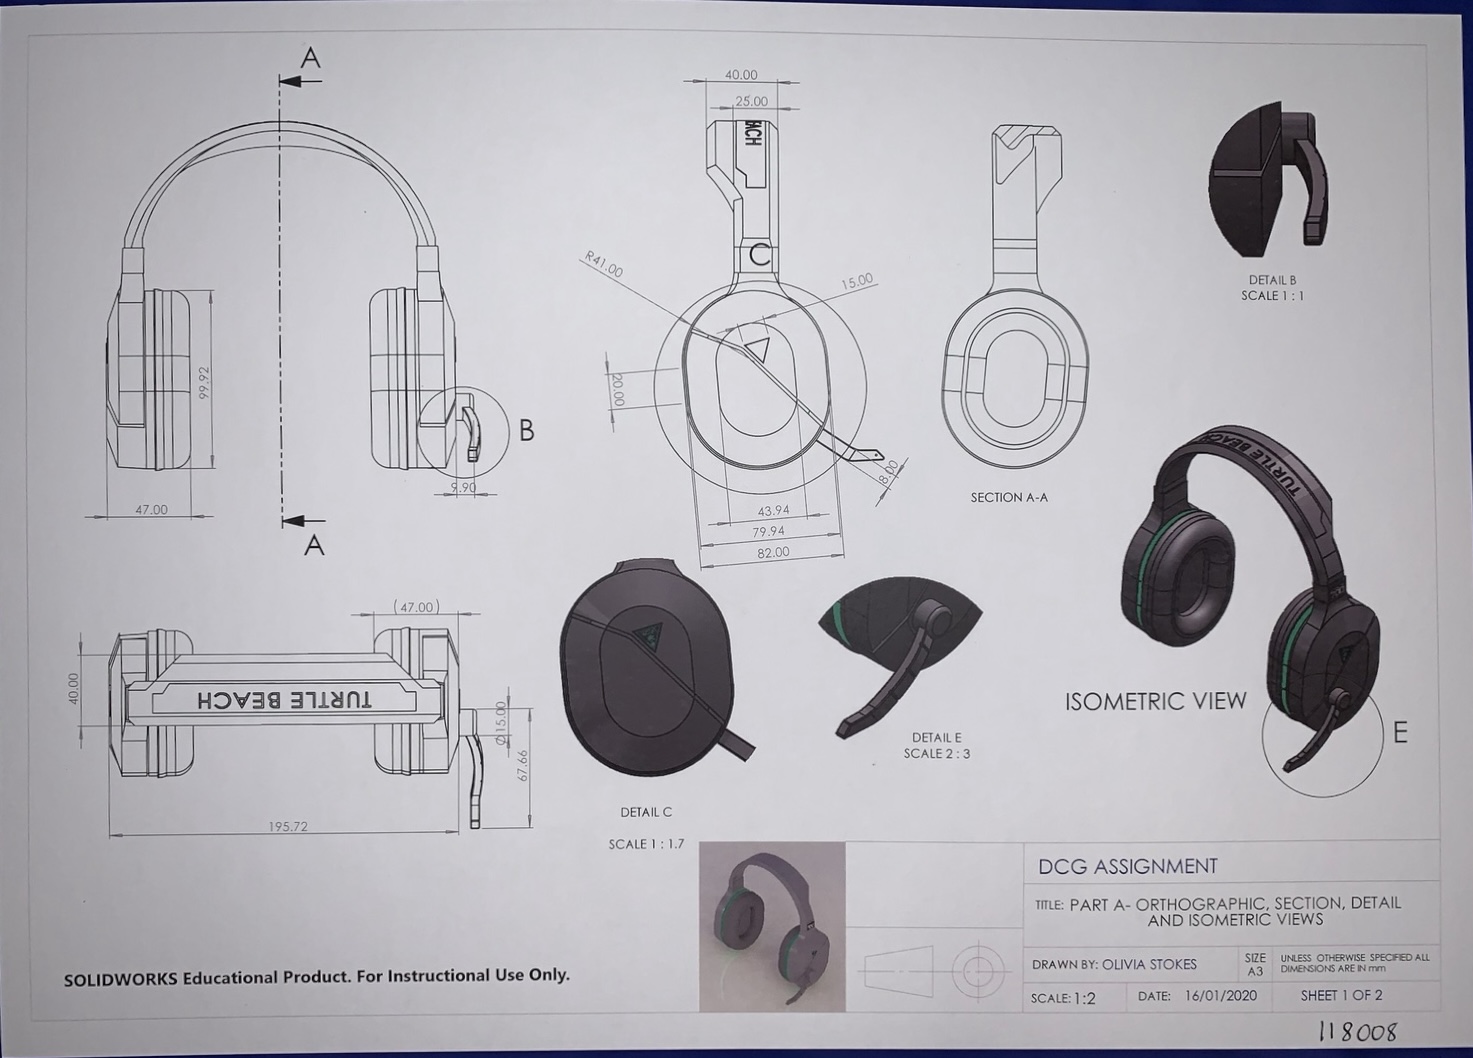 A
A
99.92
47.00
B
9.90
40.00
25.00
BEACH
C
R41.00
15.00
20.00
8.00
43.94
79.94
82.00
SECTION A-A
DETAIL B
SCALE 1 : 1
TURTLE BEACH
ISOMETRIC VIEW
E
(47.00)
40.00
TURTLE BEACH
Ø15.00
67.66
195.72
DETAIL C
SCALE 1 : 1.7
DETAIL E
SCALE 2 : 3
DCG ASSIGNMENT
TITLE: PART A- ORTHOGRAPHIC, SECTION, DETAIL
AND ISOMETRIC VIEWS
DRAWN BY: OLIVIA STOKES
SIZE
A3
UNLESS OTHERWISE SPECIFIED ALL
DIMENSIONS ARE IN mm
SCALE: 1:2
DATE: 16/01/2020
SHEET 1 OF 2
SOLIDWORKS Educational Product. For Instructional Use Only.
118008